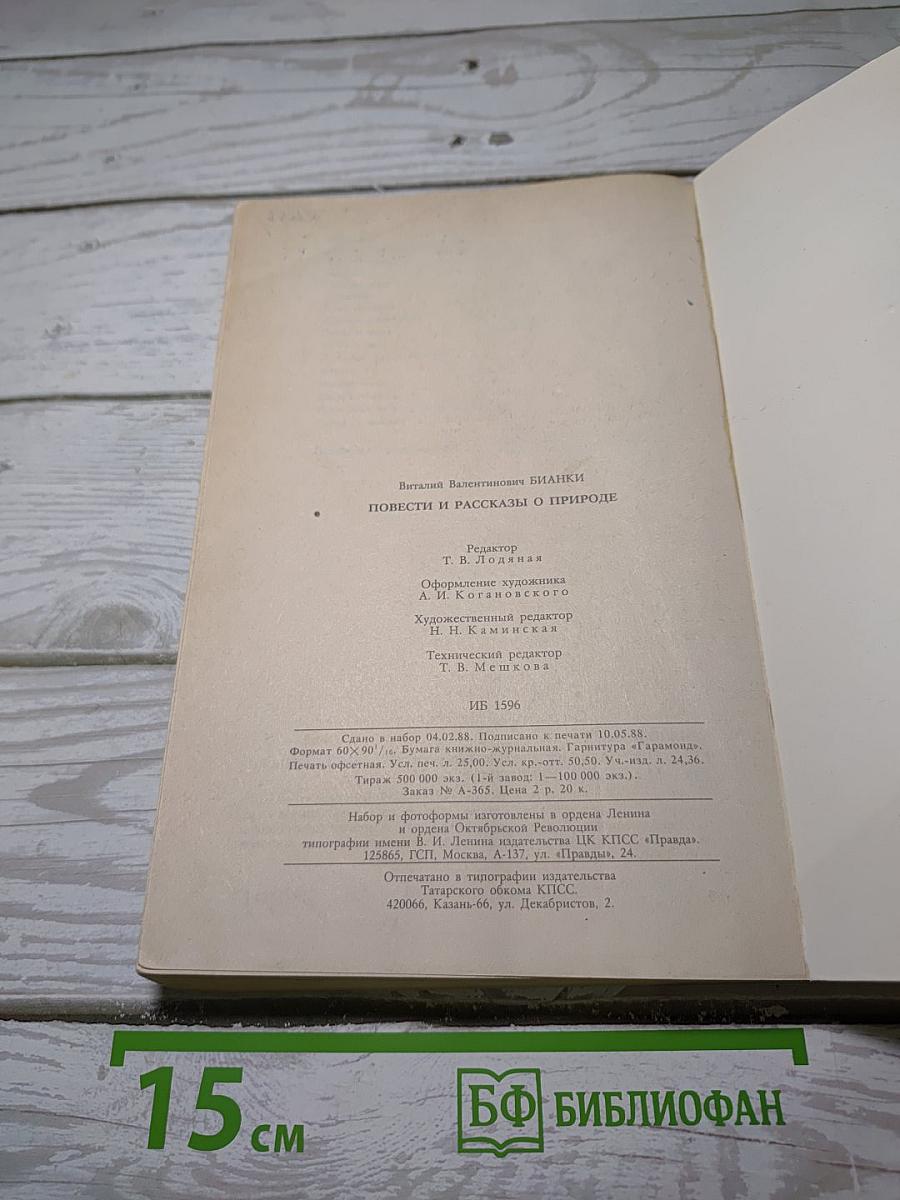 Виталий Валентинович БИАНКИ
ПОВЕСТИ И РАССКАЗЫ О ПРИРОДЕ
Редактор
Т. В. Лодяная
Оформление художника
А. И. Когановского
Художественный редактор
Н. Н. Каминская
Технический редактор
Т. В. Мешкова
ИБ 1596
Сдано в набор 04.02.88. Подписано к печати 10.05.88.
Формат 60×90¹/₁₆. Бумага книжно-журнальная. Гарнитура «Гарамонд».
Печать офсетная. Усл. печ. л. 25,00. Усл. кр.-отт. 50,50. Уч.-изд. л. 24,36.
Тираж 500 000 экз. (1-й завод: 1—100 000 экз.).
Заказ № А-365. Цена 2 р. 20 к.
Набор и фотоформы изготовлены в ордена Ленина
и ордена Октябрьской Революции
типографии имени В. И. Ленина издательства ЦК КПСС «Правда».
125865, ГСП, Москва, А-137, ул. «Правды», 24.
Отпечатано в типографии издательства
Татарского обкома КПСС.
420066, Казань-66, ул. Декабристов, 2.
15 см
БФ БИБЛИОФАН